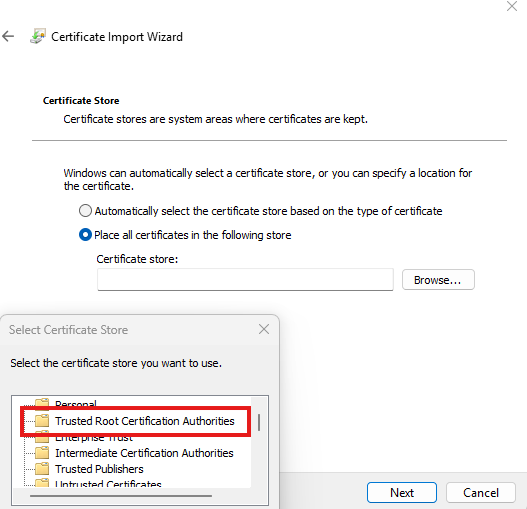 Certificate Import Wizard
Certificate Store
Certificate stores are system areas where certificates are kept.
Windows can automatically select a certificate store, or you can specify a location for
the certificate.
Automatically select the certificate store based on the type of certificate
Place all certificates in the following store
Certificate store:
Browse...
Select Certificate Store
Select the certificate store you want to use.
Personal
Trusted Root Certification Authorities
Enterprise Trust
Intermediate Certification Authorities
Trusted Publishers
Untrusted Certificates
Next
Cancel